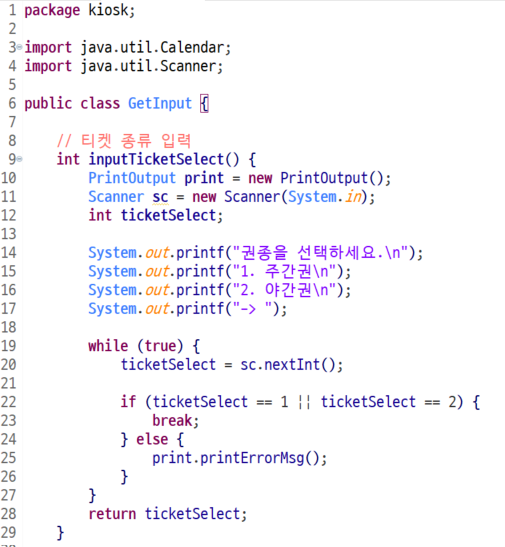 1 package kiosk;
2
3 import java.util.Calendar;
4 import java.util.Scanner;
5
6 public class GetInput {
7
8     // 티켓 종류 입력
9     int inputTicketSelect() {
10         PrintOutput print = new PrintOutput();
11         Scanner sc = new Scanner(System.in);
12         int ticketSelect;
13
14         System.out.printf("권종을 선택하세요.\n");
15         System.out.printf("1. 주간권\n");
16         System.out.printf("2. 야간권\n");
17         System.out.printf("-> ");
18
19         while (true) {
20             ticketSelect = sc.nextInt();
21
22             if (ticketSelect == 1 || ticketSelect == 2) {
23                 break;
24             } else {
25                 print.printErrorMsg();
26             }
27         }
28         return ticketSelect;
29     }